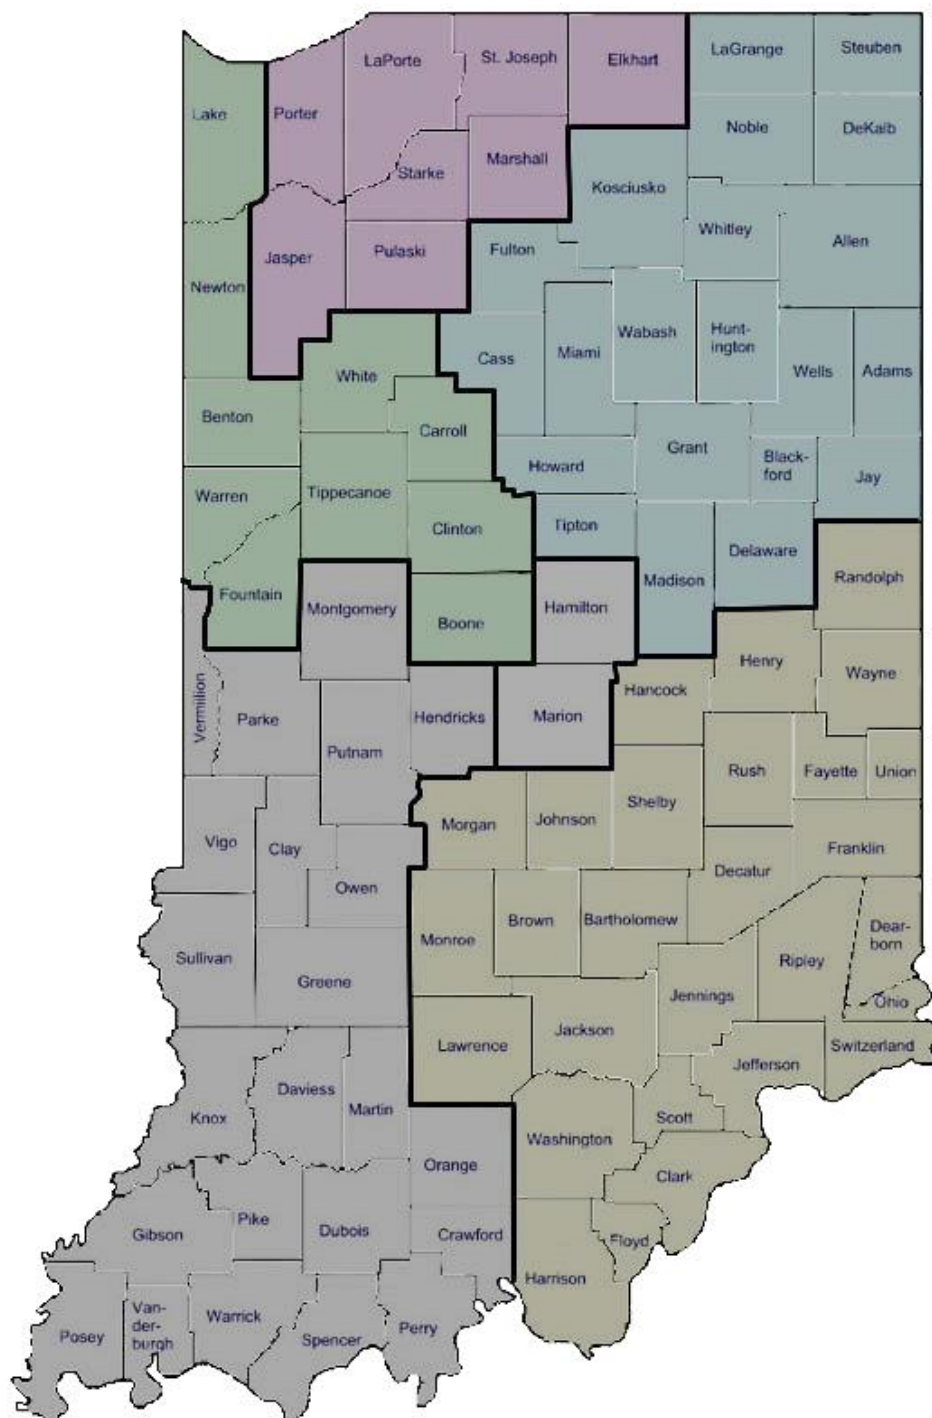 LaGrange
Steuben
St. Joseph
Elkhart
LaPorte
Lake
Porter
Noble
DeKalb
Starke
Marshall
Kosciusko
Whitley
Allen
Fulton
Jasper
Pulaski
Newton
Cass
Miami
Wabash
Hunt-
ington
Wells
Adams
White
Benton
Carroll
Grant
Howard
Black-
ford
Jay
Warren
Tippecanoe
Clinton
Tipton
Madison
Delaware
Randolph
Fountain
Montgomery
Boone
Hamilton
Henry
Wayne
Vermillion
Parke
Putnam
Hendricks
Marion
Hancock
Rush
Fayette
Union
Shelby
Morgan
Johnson
Vigo
Clay
Owen
Franklin
Decatur
Sullivan
Greene
Monroe
Brown
Bartholomew
Dear-
born
Ripley
Jennings
Ohio
Jackson
Lawrence
Switzerland
Jefferson
Knox
Daviess
Martin
Scott
Washington
Orange
Clark
Gibson
Pike
Dubois
Crawford
Floyd
Harrison
Posey
Van-
der-
burgh
Warrick
Spencer
Perry